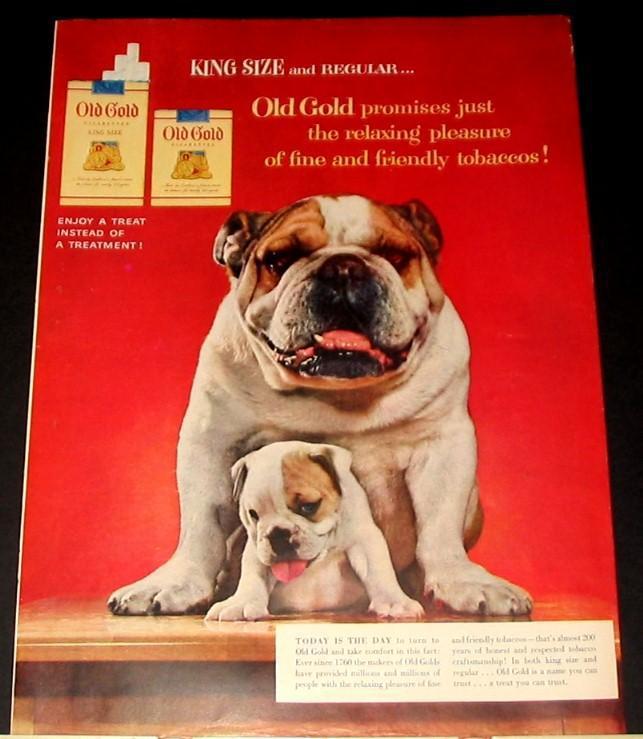 KING SIZE and REGULAR...
Old Gold promises just
the relaxing pleasure
of fine and friendly tobaccos!
Old Gold
CIGARETTES
KING SIZE
Old Gold
CIGARETTES
ENJOY A TREAT
INSTEAD OF
A TREATMENT!
TODAY IS THE DAY to turn to
Old Gold and take comfort in this fact:
Ever since 1760 the makers of Old Golds
have provided millions and millions of
people with the relaxing pleasure of fine
and friendly tobaccos—that's almost 200
years of honest and respected tobacco
craftsmanship! In both king size and
regular... Old Gold is a name you can
trust... a treat you can trust.